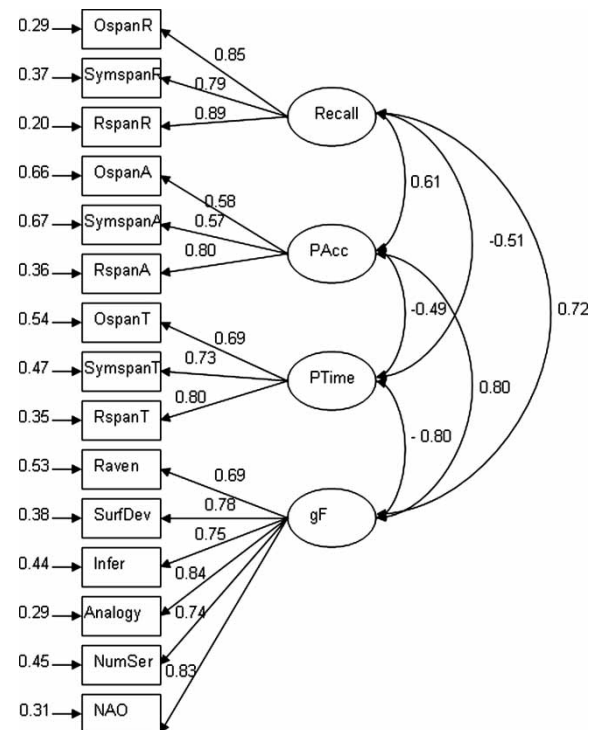 0.29 OspanR
0.85
0.37 SymspanR 0.79
0.89 Recall
0.20 RspanR
0.66 OspanA
0.58 0.61
0.67 SymspanA 0.57
-0.51
0.80 PAcc
0.36 RspanA
0.54 OspanT -0.49 0.72
0.69
0.47 SymspanT 0.73
PTime 0.80
0.80
0.35 RspanT
- 0.80
0.53 Raven 0.69
0.78
0.38 SurfDev gF
0.75
0.44 Infer 0.84
0.29 Analogy 0.74
0.45 NumSer 0.83
0.31 NAO